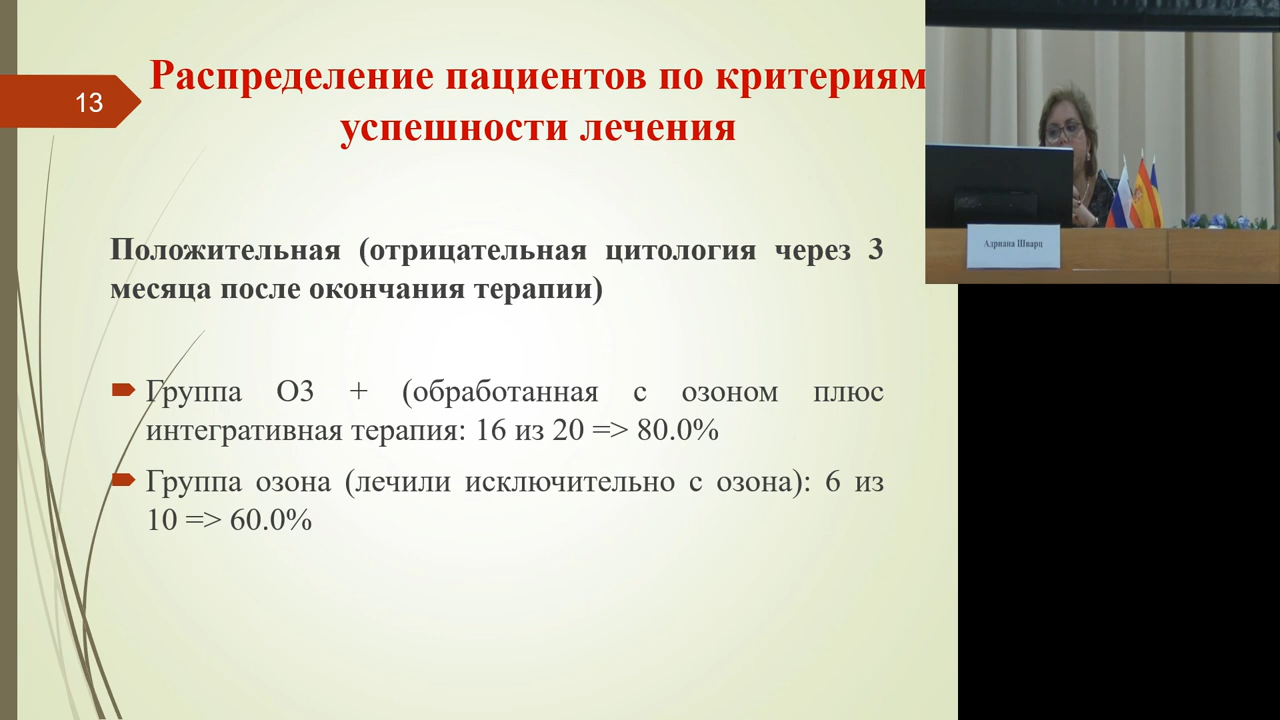 13
Распределение пациентов по критериям
успешности лечения
Положительная (отрицательная цитология через 3
месяца после окончания терапии)
Группа О3 + (обработанная с озоном плюс
интегративная терапия: 16 из 20 => 80.0%
Группа озона (лечили исключительно с озона): 6 из
10 => 60.0%
Адриана Шварц